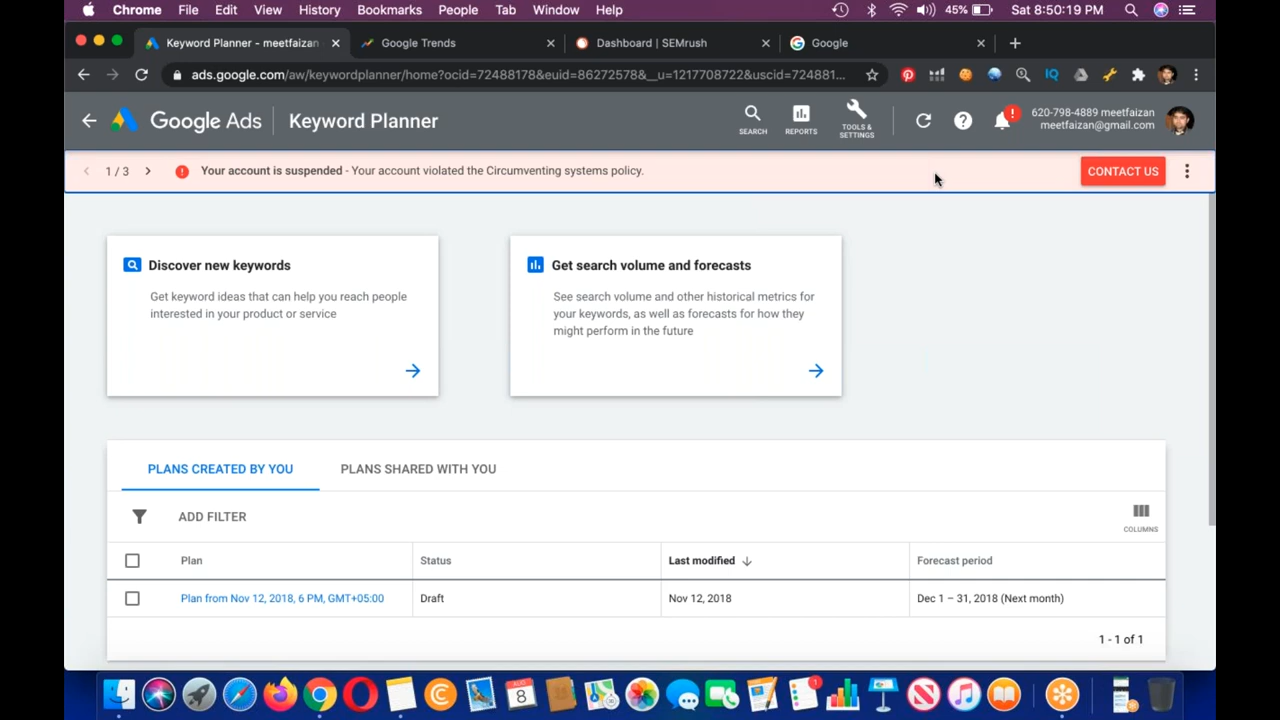 Chrome File Edit View History Bookmarks People Tab Window Help 45% Sat 8:50:19 PM
Keyword Planner - meetfaizan Google Trends Dashboard | SEMrush Google
ads.google.com/aw/keywordplanner/home?ocid=72488178&euid=86272578&__u=1217708722&uscid=724881... IQ
Google Ads Keyword Planner
SEARCH REPORTS TOOLS & SETTINGS
620-798-4889 meetfaizan
meetfaizan@gmail.com
1 / 3 Your account is suspended - Your account violated the Circumventing systems policy. CONTACT US
Discover new keywords
Get keyword ideas that can help you reach people
interested in your product or service
Get search volume and forecasts
See search volume and other historical metrics for
your keywords, as well as forecasts for how they
might perform in the future
PLANS CREATED BY YOU PLANS SHARED WITH YOU
ADD FILTER
COLUMNS
Plan Status Last modified Forecast period
Plan from Nov 12, 2018, 6 PM, GMT+05:00 Draft Nov 12, 2018 Dec 1 – 31, 2018 (Next month)
1 - 1 of 1
AUG
8
1